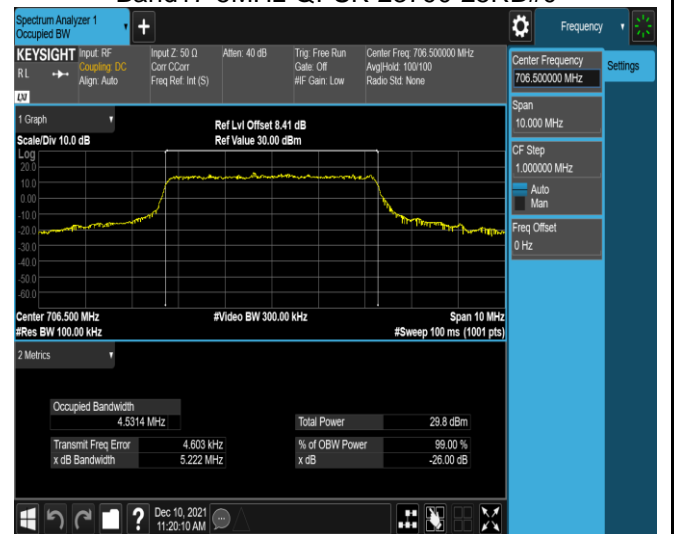 Spectrum Analyzer 1
Occupied BW
Frequency
KEYSIGHT
RL
Input: RF
Coupling: DC
Align: Auto
Input Z: 50 Ω
Corr CCorr
Freq Ref: Int (S)
Atten: 40 dB
Trig: Free Run
Gate: Off
#IF Gain: Low
Center Freq: 706.500000 MHz
Avg|Hold: 100/100
Radio Std: None
LXI
Center Frequency
706.500000 MHz
Settings
Span
10.000 MHz
CF Step
1.000000 MHz
Auto
Man
Freq Offset
0 Hz
1 Graph
Scale/Div 10.0 dB
Ref Lvl Offset 8.41 dB
Ref Value 30.00 dBm
Log
20.0
10.0
0.00
-10.0
-20.0
-30.0
-40.0
-50.0
-60.0
Center 706.500 MHz
#Res BW 100.00 kHz
#Video BW 300.00 kHz
Span 10 MHz
#Sweep 100 ms (1001 pts)
2 Metrics
Occupied Bandwidth
4.5314 MHz
Total Power 29.8 dBm
Transmit Freq Error 4.603 kHz
% of OBW Power 99.00 %
x dB Bandwidth 5.222 MHz
x dB -26.00 dB
?
Dec 10, 2021
11:20:10 AM